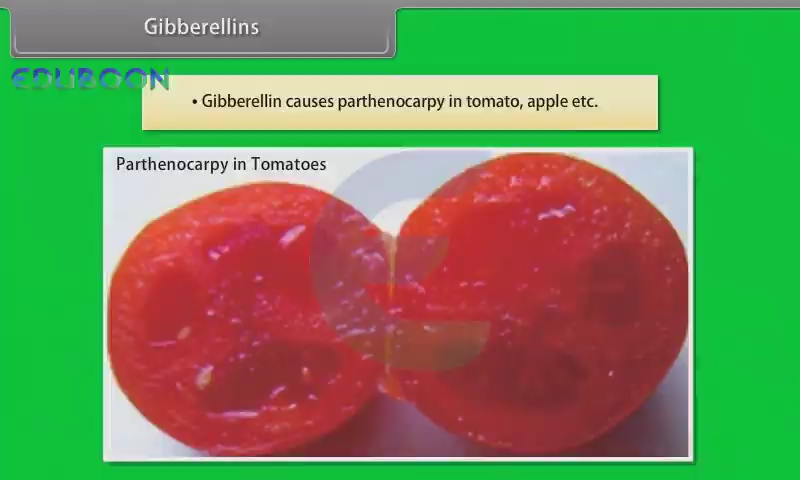 Gibberellins
EDUBOON
• Gibberellin causes parthenocarpy in tomato, apple etc.
Parthenocarpy in Tomatoes